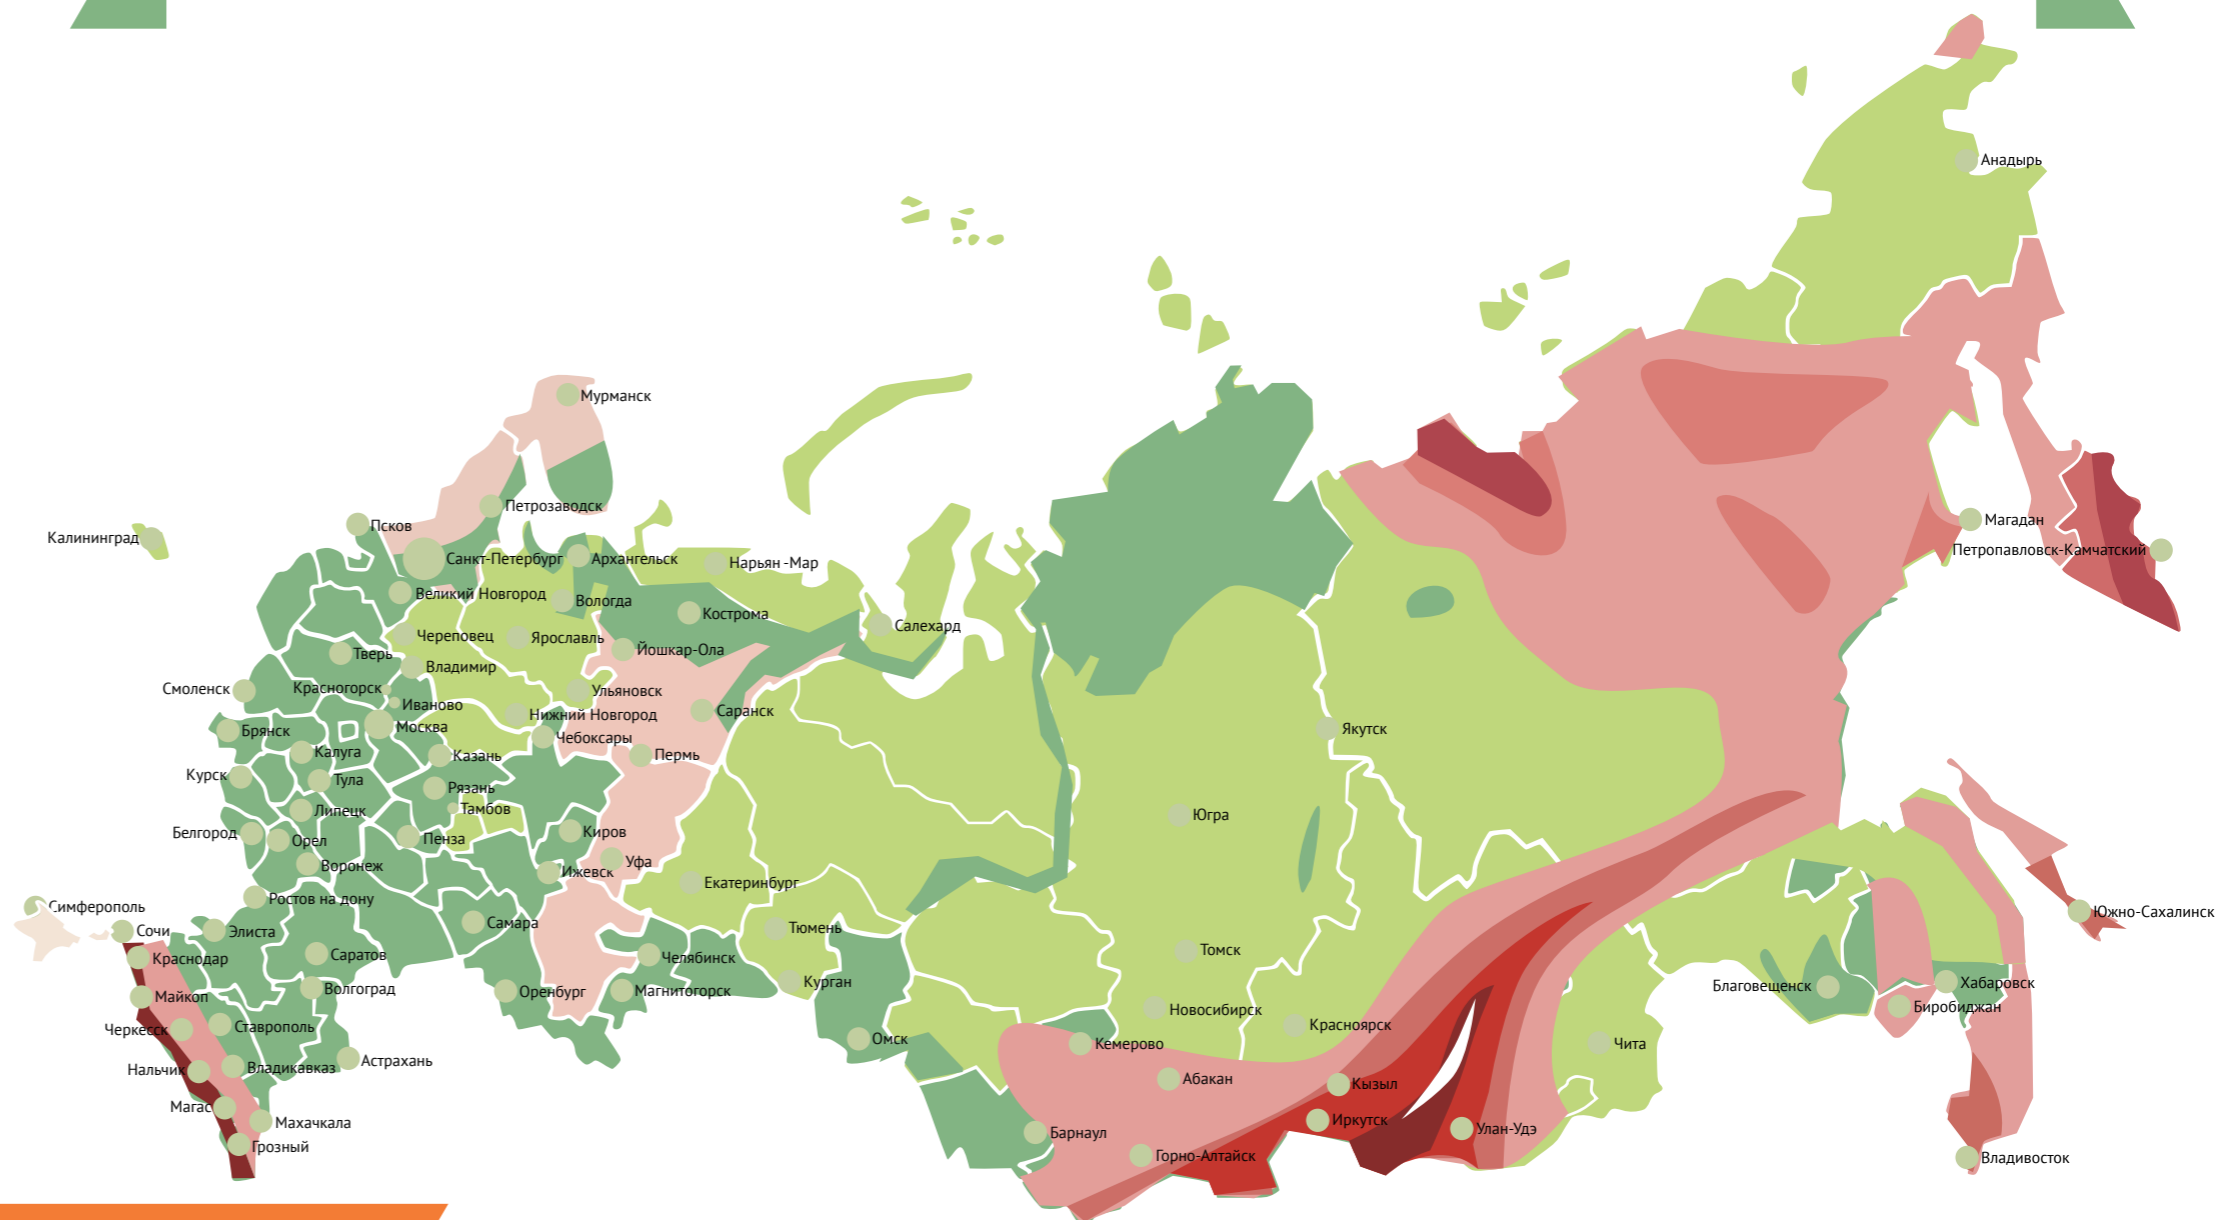 Анадырь
Мурманск
Петрозаводск
Псков
Калининград
Магадан
Петропавловск-Камчатский
Санкт-Петербург
Архангельск
Нарьян -Мар
Великий Новгород
Вологда
Кострома
Салехард
Череповец
Ярославль
Йошкар-Ола
Тверь
Владимир
Смоленск
Красногорск
Ульяновск
Иваново
Нижний Новгород
Саранск
Брянск
Москва
Чебоксары
Якутск
Калуга
Казань
Пермь
Курск
Тула
Рязань
Липецк
Тамбов
Югра
Белгород
Орел
Пенза
Киров
Воронеж
Ижевск
Уфа
Екатеринбург
Ростов на дону
Симферополь
Южно-Сахалинск
Сочи
Элиста
Самара
Тюмень
Краснодар
Саратов
Челябинск
Томск
Майкоп
Волгоград
Оренбург
Магнитогорск
Курган
Благовещенск
Хабаровск
Черкесск
Ставрополь
Новосибирск
Биробиджан
Красноярск
Омск
Кемерово
Чита
Нальчик
Владикавказ
Астрахань
Абакан
Кызыл
Магас
Махачкала
Иркутск
Грозный
Барнаул
Улан-Удэ
Горно-Алтайск
Владивосток